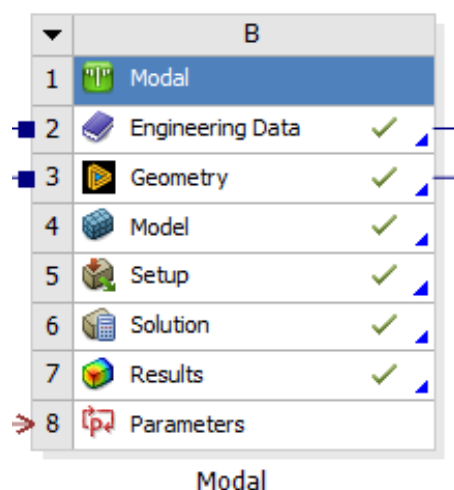 B
1 Modal
2 Engineering Data
3 Geometry
4 Model
5 Setup
6 Solution
7 Results
8 Parameters
Modal